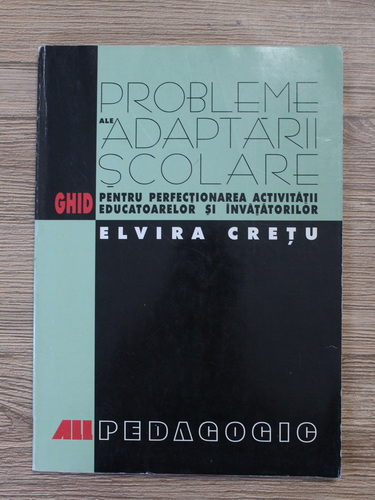 PROBLEME
ALE ADAPTĂRII
ȘCOLARE
GHID PENTRU PERFECȚIONAREA ACTIVITĂȚII
EDUCATOARELOR ȘI ÎNVĂȚĂTORILOR
ELVIRA CREȚU
ALL PEDAGOGIC